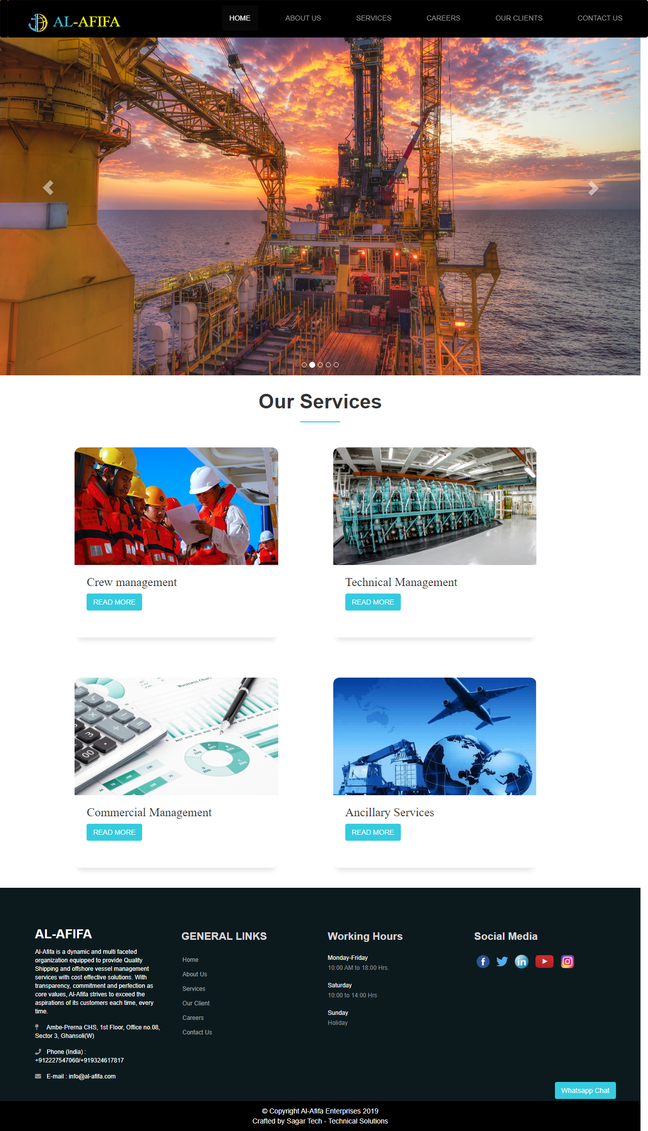 AL-AFIFA
HOME ABOUT US SERVICES CAREERS OUR CLIENTS CONTACT US
Our Services
Crew management
READ MORE
Technical Management
READ MORE
Commercial Management
READ MORE
Ancillary Services
READ MORE
AL-AFIFA
Al-Afifa is a dynamic and multi faceted
organization equipped to provide Quality
Shipping and offshore vessel management
services with cost effective solutions. With
transparency, commitment and perfection as
core values, Al-Afifa strives to exceed the
aspirations of its customers each time, every
time.
Ambe-Prerna CHS, 1st Floor, Office no.08,
Sector 3, Ghansoli(W)
Phone (India) :
+912227547060/+919324617817
E-mail : info@al-afifa.com
GENERAL LINKS
Home
About Us
Services
Our Client
Careers
Contact Us
Working Hours
Monday-Friday
10:00 AM to 18:00 Hrs
Saturday
10:00 to 14:00 Hrs
Sunday
Holiday
Social Media
Whatsapp Chat
© Copyright Al-Afifa Enterprises 2019
Crafted by Sagar Tech - Technical Solutions